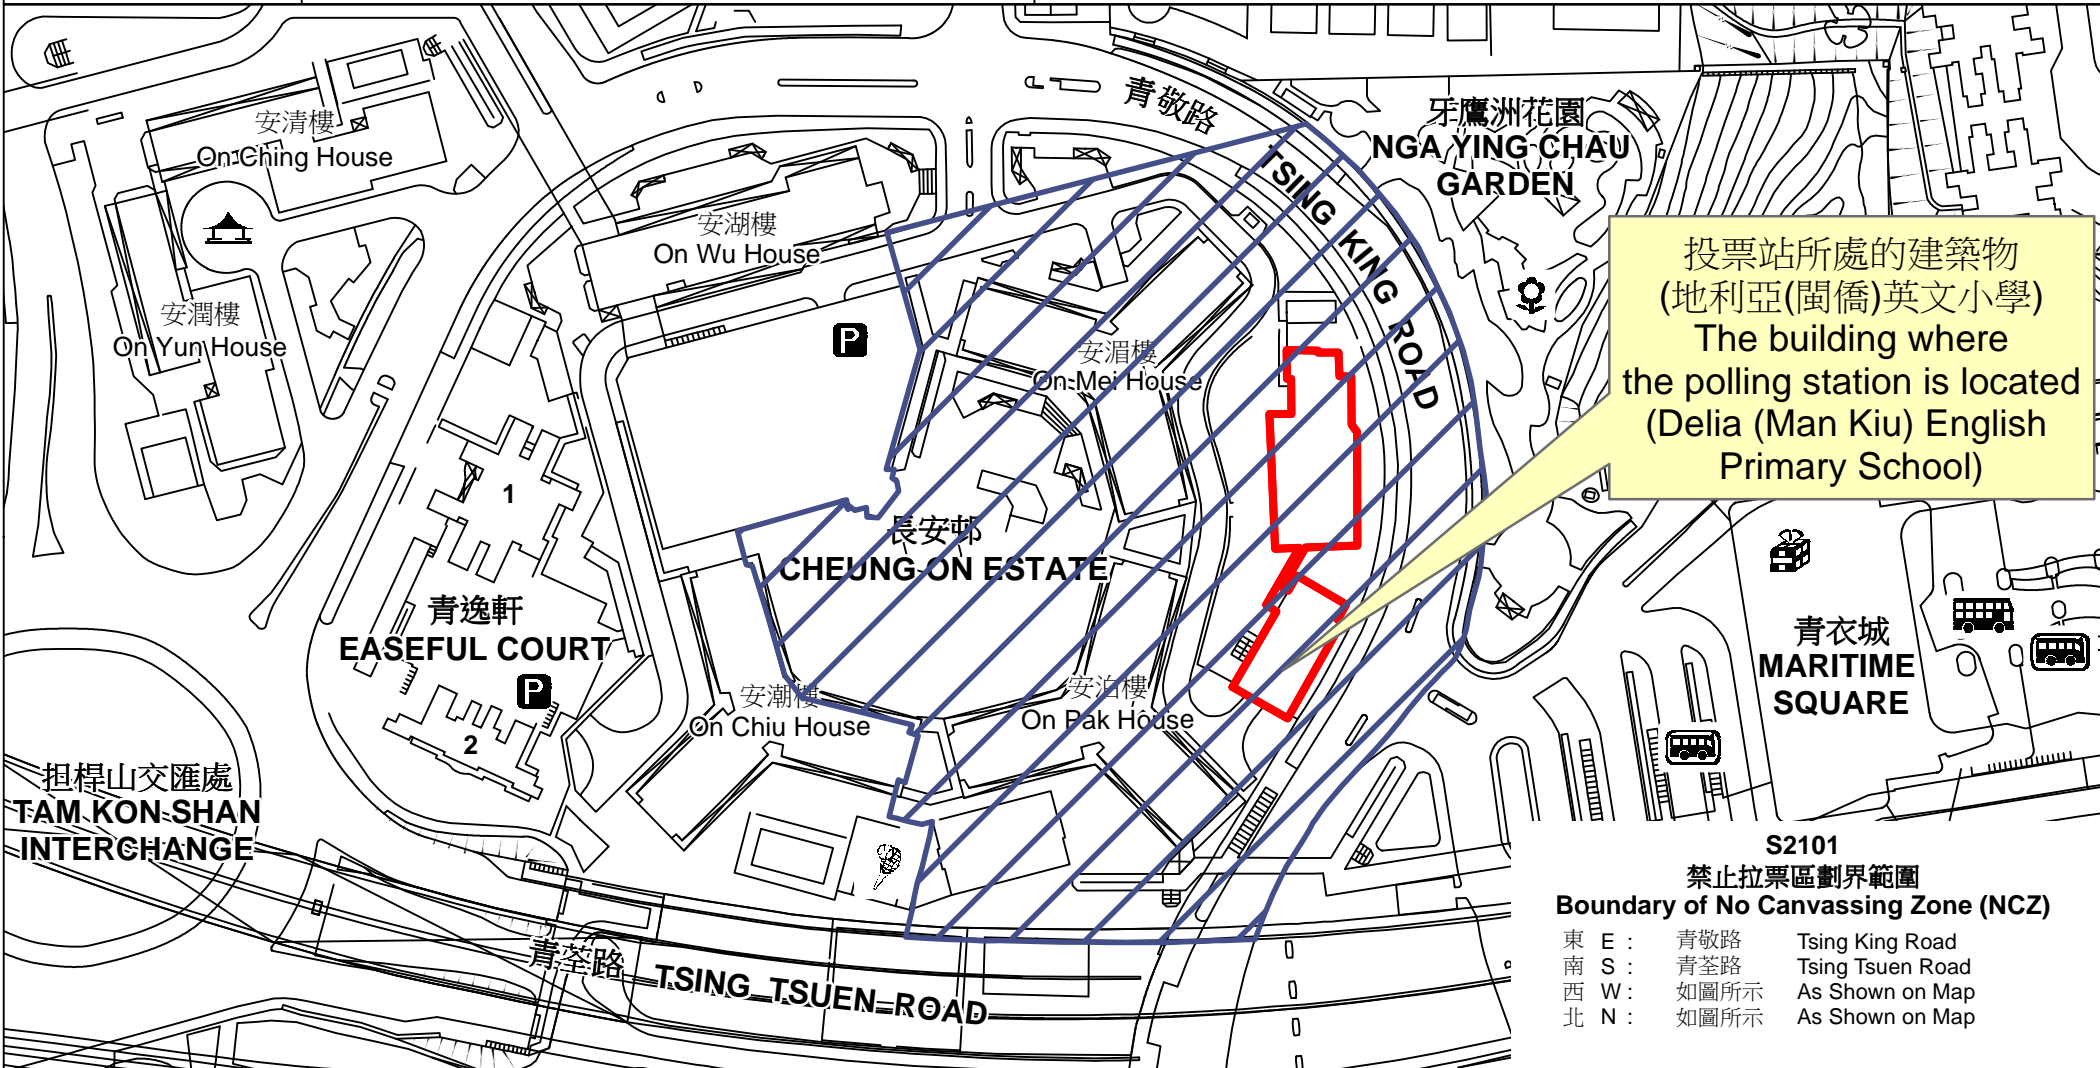 安清樓
On Ching House
青敬路
TSING KING ROAD
牙鷹洲花園
NGA YING CHAU
GARDEN
安湖樓
On Wu House
安潤樓
On Yun House
P
安湄樓
On Mei House
投票站所處的建築物
(地利亞(閩僑)英文小學)
The building where
the polling station is located
(Delia (Man Kiu) English
Primary School)
1
長安邨
CHEUNG ON ESTATE
青逸軒
EASEFUL COURT
P
2
安潮樓
On Chiu House
安泊樓
On Pak House
青衣城
MARITIME
SQUARE
担桿山交匯處
TAM KON SHAN
INTERCHANGE
青荃路
TSING TSUEN ROAD
S2101
禁止拉票區劃界範圍
Boundary of No Canvassing Zone (NCZ)
東 E : 青敬路 Tsing King Road
南 S : 青荃路 Tsing Tsuen Road
西 W : 如圖所示 As Shown on Map
北 N : 如圖所示 As Shown on Map